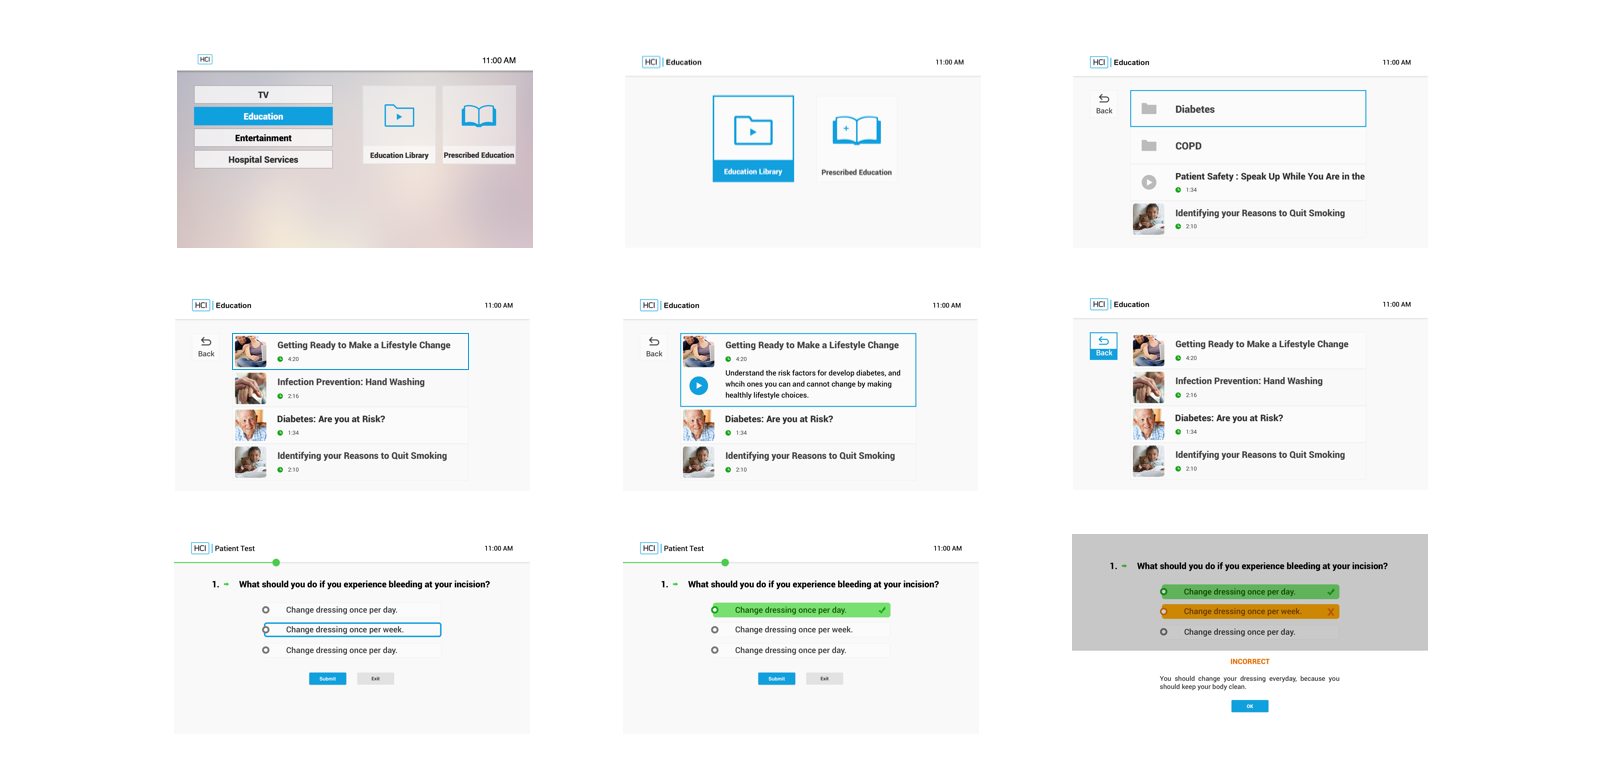 HCI
11:00 AM
TV
Education
Entertainment
Hospital Services
Education Library
Prescribed Education
HCI | Education
11:00 AM
Education Library
Prescribed Education
HCI | Education
11:00 AM
Back
Diabetes
COPD
Patient Safety : Speak Up While You Are in the
1:34
Identifying your Reasons to Quit Smoking
2:10
HCI | Education
11:00 AM
Back
Getting Ready to Make a Lifestyle Change
4:20
Infection Prevention: Hand Washing
2:16
Diabetes: Are you at Risk?
1:34
Identifying your Reasons to Quit Smoking
2:10
HCI | Education
11:00 AM
Back
Getting Ready to Make a Lifestyle Change
4:20
Understand the risk factors for develop diabetes, and
whcih ones you can and cannot change by making
healthly lifestyle choices.
Diabetes: Are you at Risk?
1:34
Identifying your Reasons to Quit Smoking
2:10
HCI | Education
11:00 AM
Back
Getting Ready to Make a Lifestyle Change
4:20
Infection Prevention: Hand Washing
2:16
Diabetes: Are you at Risk?
1:34
Identifying your Reasons to Quit Smoking
2:10
HCI | Patient Test
11:00 AM
1. What should you do if you experience bleeding at your incision?
Change dressing once per day.
Change dressing once per week.
Change dressing once per day.
Submit
Exit
HCI | Patient Test
11:00 AM
1. What should you do if you experience bleeding at your incision?
Change dressing once per day.
Change dressing once per week.
Change dressing once per day.
Submit
Exit
1. What should you do if you experience bleeding at your incision?
Change dressing once per day.
Change dressing once per week.
Change dressing once per day.
INCORRECT
You should change your dressing everyday, because you
should keep your body clean.
OK